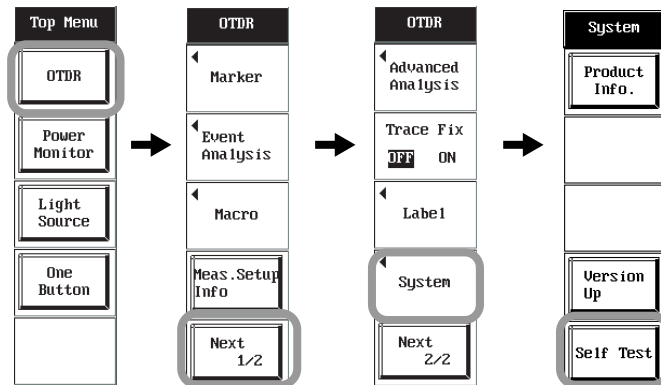 Top Menu
OTDR
Power
Monitor
Light
Source
One
Button
OTDR
Marker
Event
Analysis
Macro
Meas.Setup
Info
Next
1/2
OTDR
Advanced
Analysis
Trace Fix
OFF ON
Label
System
Next
2/2
System
Product
Info.
Version
Up
Self Test